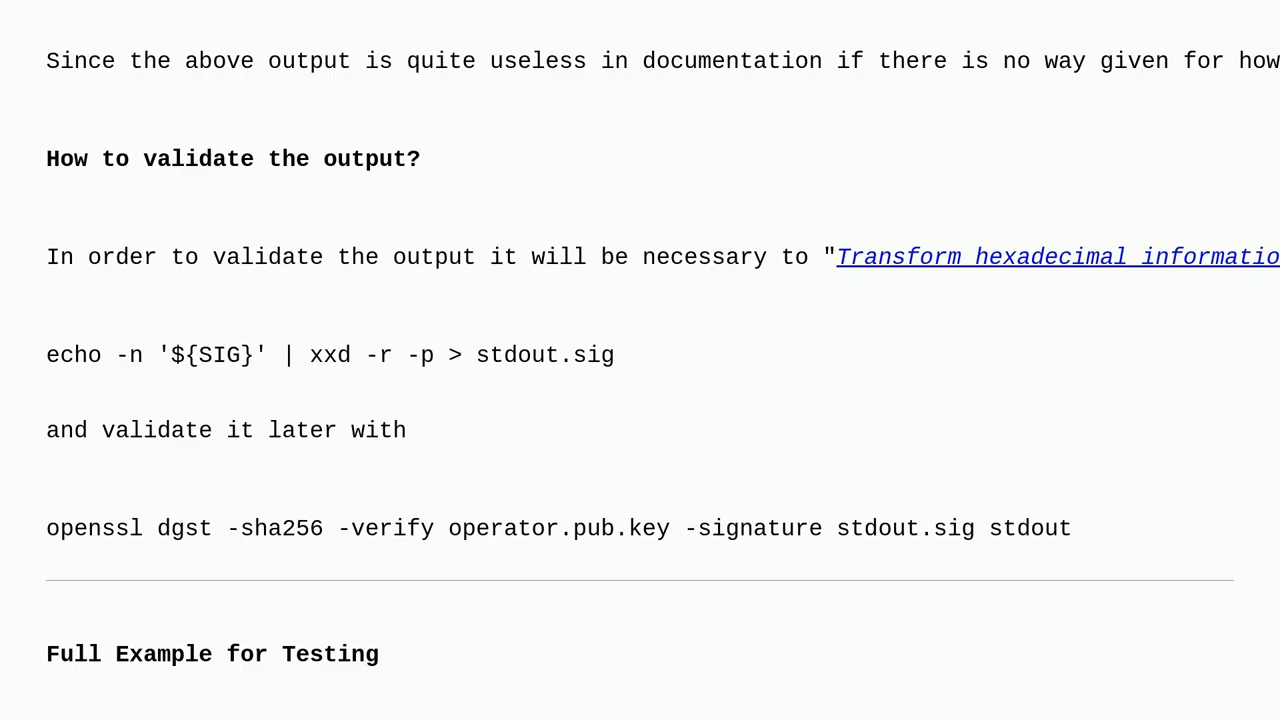 Since the above output is quite useless in documentation if there is no way given for how
How to validate the output?
In order to validate the output it will be necessary to "Transform hexadecimal informatio
echo -n '${SIG}' | xxd -r -p > stdout.sig
and validate it later with
openssl dgst -sha256 -verify operator.pub.key -signature stdout.sig stdout
Full Example for Testing